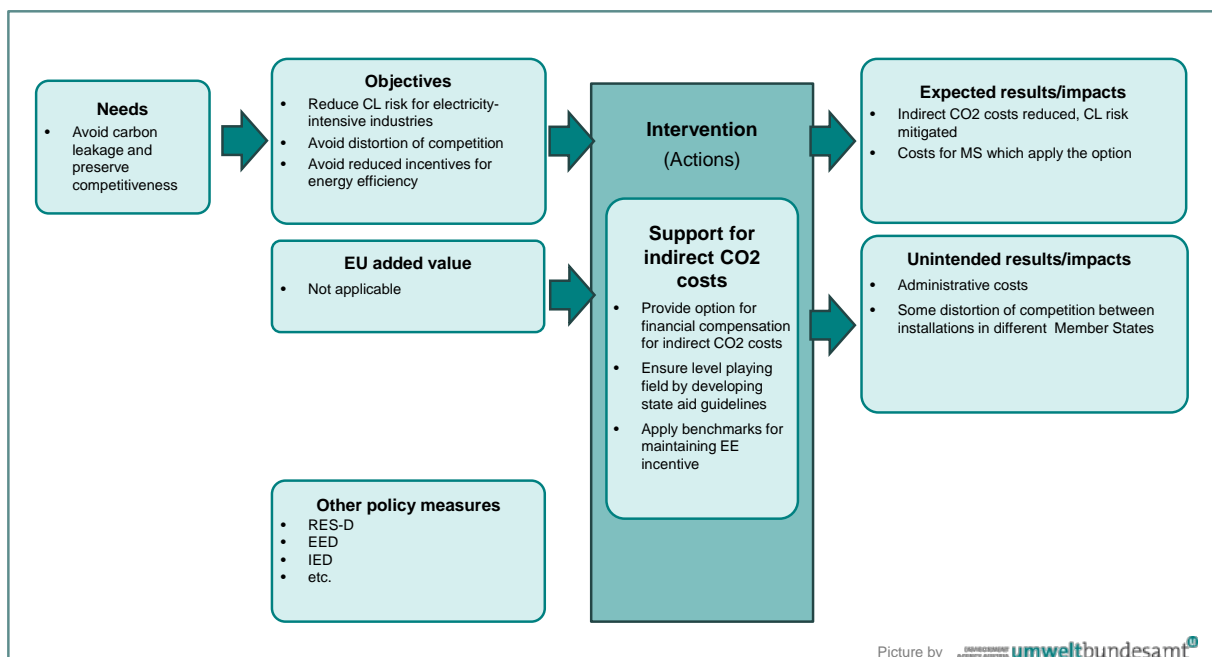 Needs
• Avoid carbon
leakage and
preserve
competitiveness
Objectives
• Reduce CL risk for electricity-
intensive industries
• Avoid distortion of competition
• Avoid reduced incentives for
energy efficiency
EU added value
• Not applicable
Other policy measures
• RES-D
• EED
• IED
• etc.
Intervention
(Actions)
Support for
indirect CO2
costs
• Provide option for
financial compensation
for indirect CO2 costs
• Ensure level playing
field by developing
state aid guidelines
• Apply benchmarks for
maintaining EE
incentive
Expected results/impacts
• Indirect CO2 costs reduced, CL risk
mitigated
• Costs for MS which apply the option
Unintended results/impacts
• Administrative costs
• Some distortion of competition between
installations in different Member States
Picture by
umweltbundesamt